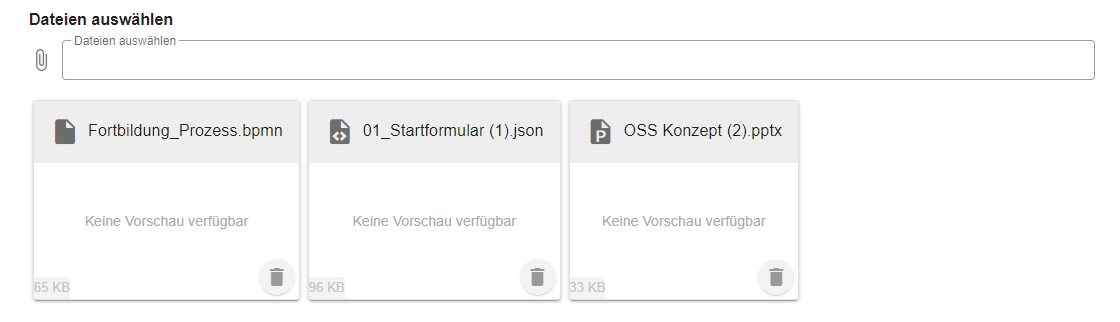 Dateien auswählen
Dateien auswählen
Fortbildung_Prozess.bpmn
01_Startformular (1).json
OSS Konzept (2).pptx
Keine Vorschau verfügbar
Keine Vorschau verfügbar
Keine Vorschau verfügbar
65 KB
96 KB
33 KB